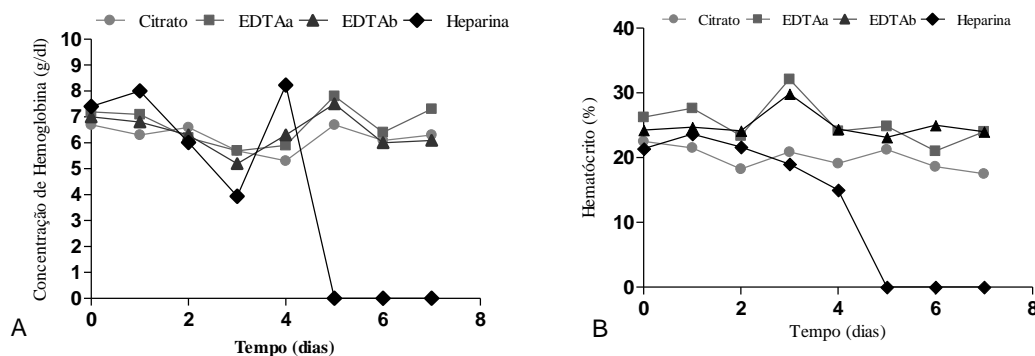 Citrato EDTAa EDTAb Heparina
Concentração de Hemoglobina (g/dl)
10
9
8
7
6
5
4
3
2
1
0
0 2 4 6 8
Tempo (dias)
A
Citrato EDTAa EDTAb Heparina
Hematócrito (%)
40
30
20
10
0
0 2 4 6 8
Tempo (dias)
B